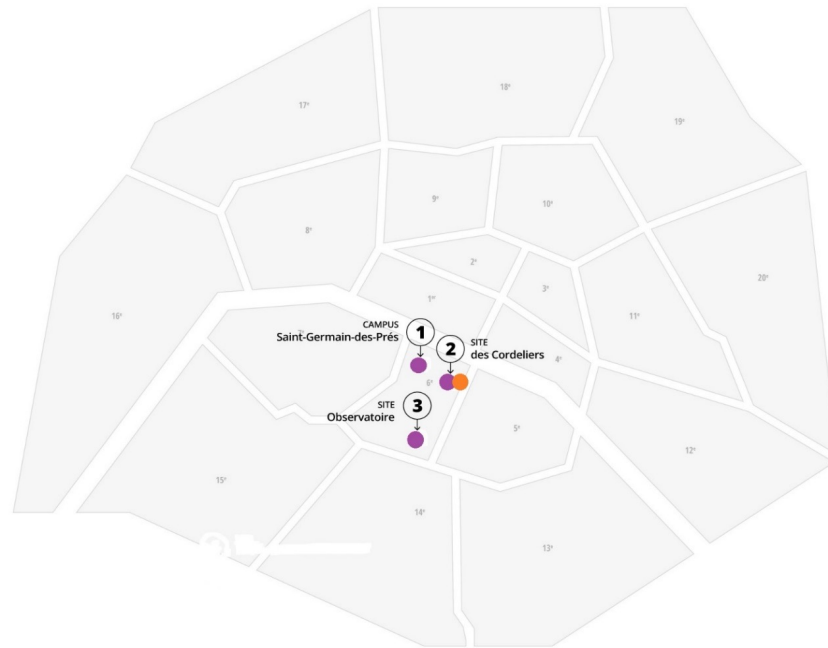 18ᵉ
17ᵉ
19ᵉ
9ᵉ
10ᵉ
8ᵉ
2ᵉ
20ᵉ
3ᵉ
1ᵉʳ
16ᵉ
11ᵉ
CAMPUS
Saint-Germain-des-Prés
1
2
SITE
des Cordeliers
4ᵉ
6ᵉ
SITE
Observatoire
3
5ᵉ
12ᵉ
15ᵉ
14ᵉ
13ᵉ